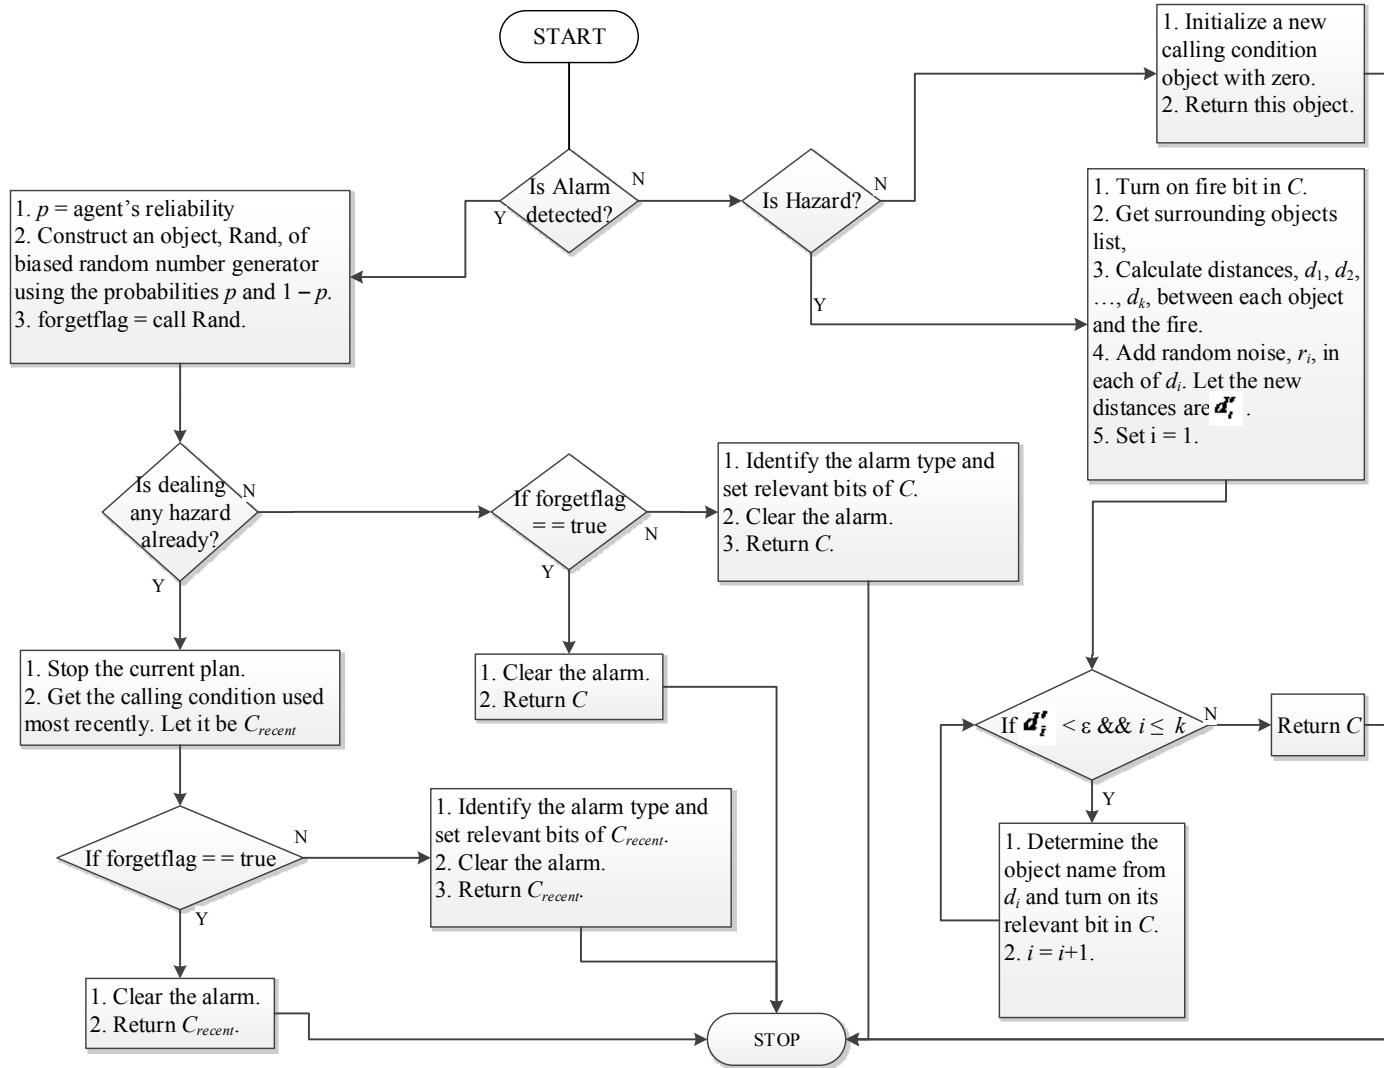 START
1. Initialize a new
calling condition
object with zero.
2. Return this object.
Is Alarm
detected?
N
Y
Is Hazard?
N
Y
1. p = agent’s reliability
2. Construct an object, Rand, of
biased random number generator
using the probabilities p and 1 – p.
3. forgetflag = call Rand.
1. Turn on fire bit in C.
2. Get surrounding objects
list,
3. Calculate distances, d1, d2,
…, dk, between each object
and the fire.
4. Add random noise, ri, in
each of di. Let the new
distances are d′i .
5. Set i = 1.
Is dealing
any hazard
already?
N
Y
If forgetflag
= = true
N
Y
1. Identify the alarm type and
set relevant bits of C.
2. Clear the alarm.
3. Return C.
1. Stop the current plan.
2. Get the calling condition used
most recently. Let it be Crecent
1. Clear the alarm.
2. Return C
If d′i < ε && i ≤ k
N
Y
Return C
If forgetflag = = true
N
Y
1. Identify the alarm type and
set relevant bits of Crecent.
2. Clear the alarm.
3. Return Crecent.
1. Determine the
object name from
di and turn on its
relevant bit in C.
2. i = i+1.
1. Clear the alarm.
2. Return Crecent.
STOP